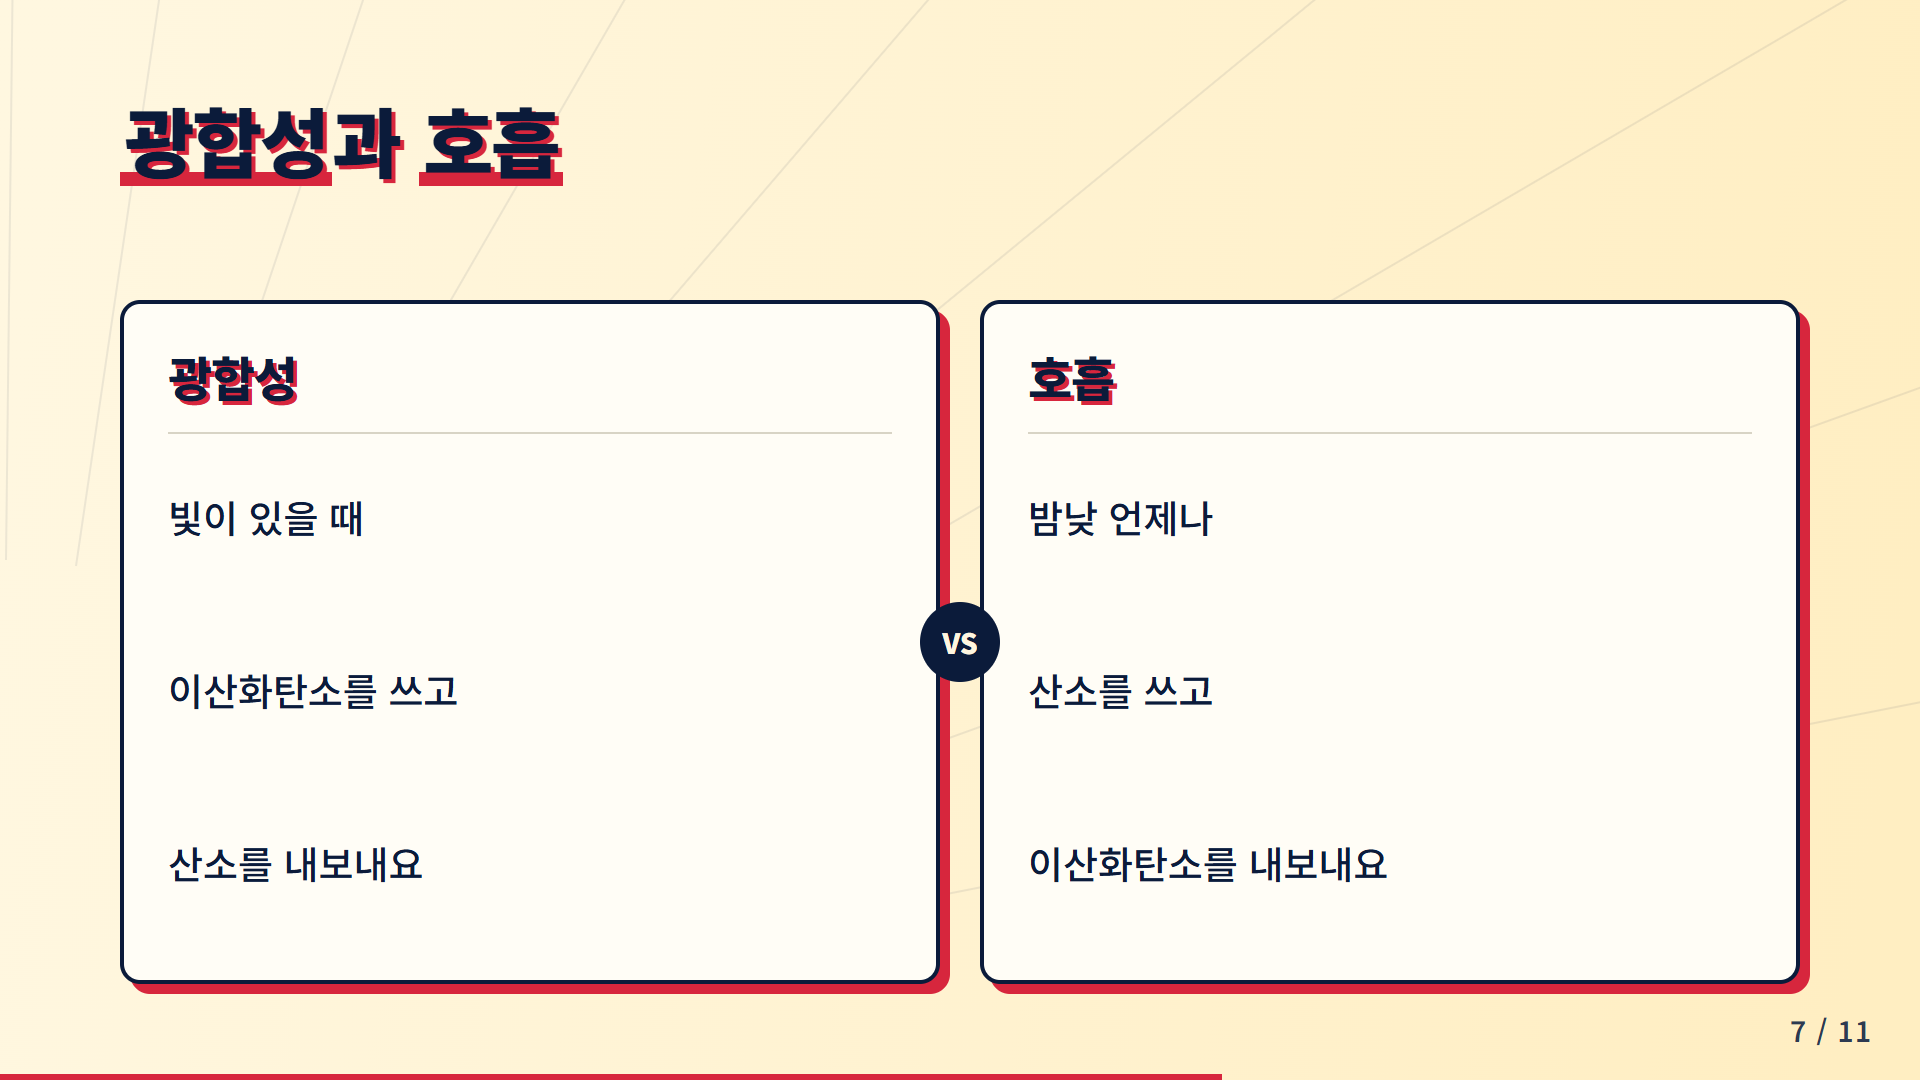 광합성과 호흡
광합성
빛이 있을 때
이산화탄소를 쓰고
산소를 내보내요
VS
호흡
밤낮 언제나
산소를 쓰고
이산화탄소를 내보내요
7 / 11